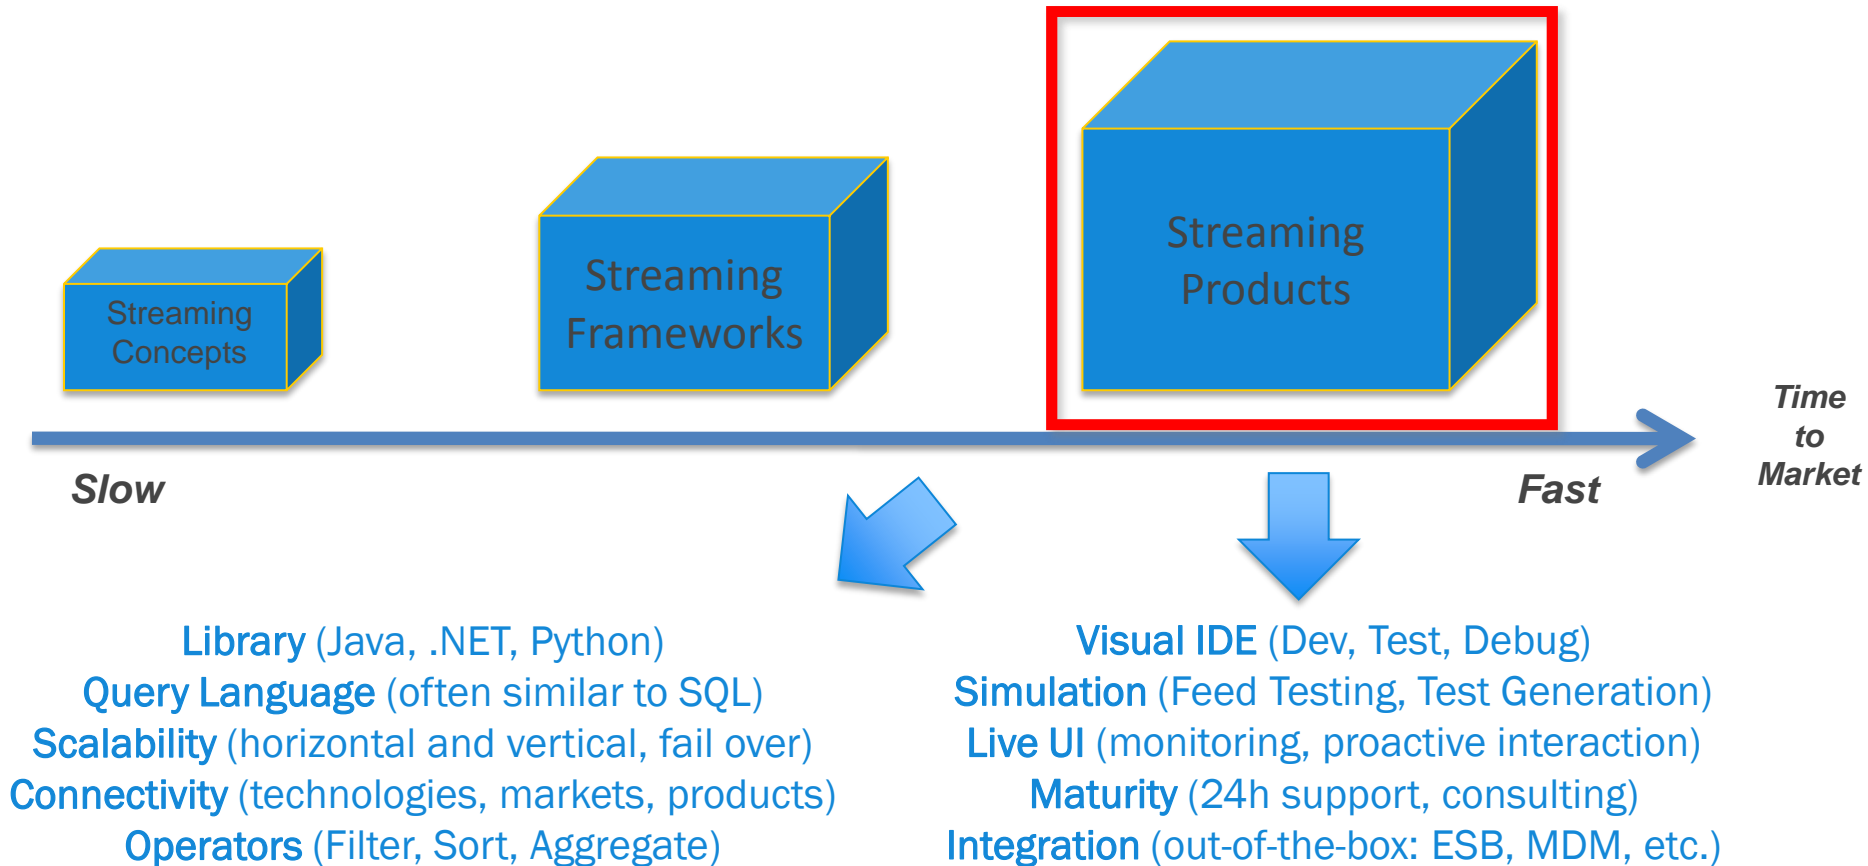 Streaming
Concepts
Streaming
Frameworks
Streaming
Products
Slow
Fast
Time
to
Market
Library (Java, .NET, Python)
Query Language (often similar to SQL)
Scalability (horizontal and vertical, fail over)
Connectivity (technologies, markets, products)
Operators (Filter, Sort, Aggregate)
Visual IDE (Dev, Test, Debug)
Simulation (Feed Testing, Test Generation)
Live UI (monitoring, proactive interaction)
Maturity (24h support, consulting)
Integration (out-of-the-box: ESB, MDM, etc.)